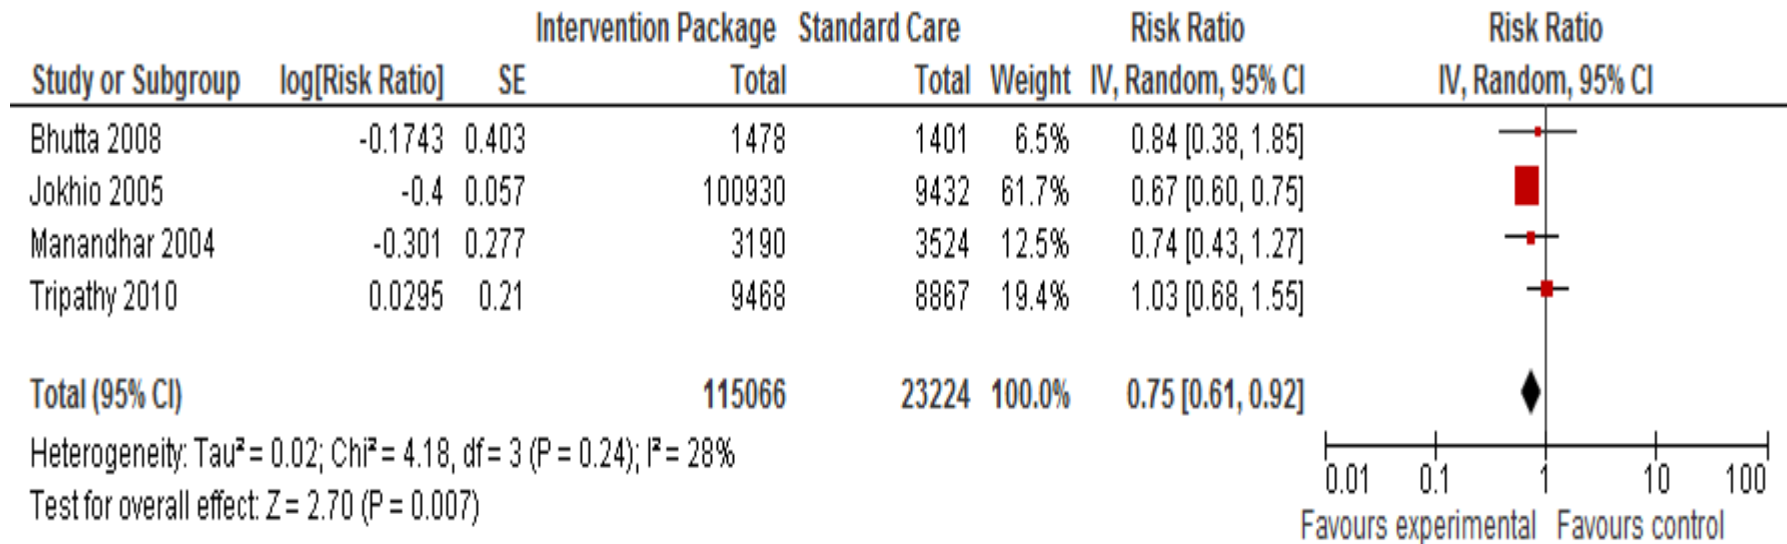 Intervention Package Standard Care Risk Ratio Risk Ratio
Study or Subgroup log[Risk Ratio] SE Total Total Weight IV, Random, 95% CI IV, Random, 95% CI
Bhutta 2008 -0.1743 0.403 1478 1401 6.5% 0.84 [0.38, 1.85]
Jokhio 2005 -0.4 0.057 100930 9432 61.7% 0.67 [0.60, 0.75]
Manandhar 2004 -0.301 0.277 3190 3524 12.5% 0.74 [0.43, 1.27]
Tripathy 2010 0.0295 0.21 9468 8867 19.4% 1.03 [0.68, 1.55]
Total (95% CI) 115066 23224 100.0% 0.75 [0.61, 0.92]
Heterogeneity: Tau² = 0.02; Chi² = 4.18, df = 3 (P = 0.24); I² = 28%
Test for overall effect: Z = 2.70 (P = 0.007)
0.01 0.1 1 10 100
Favours experimental Favours control